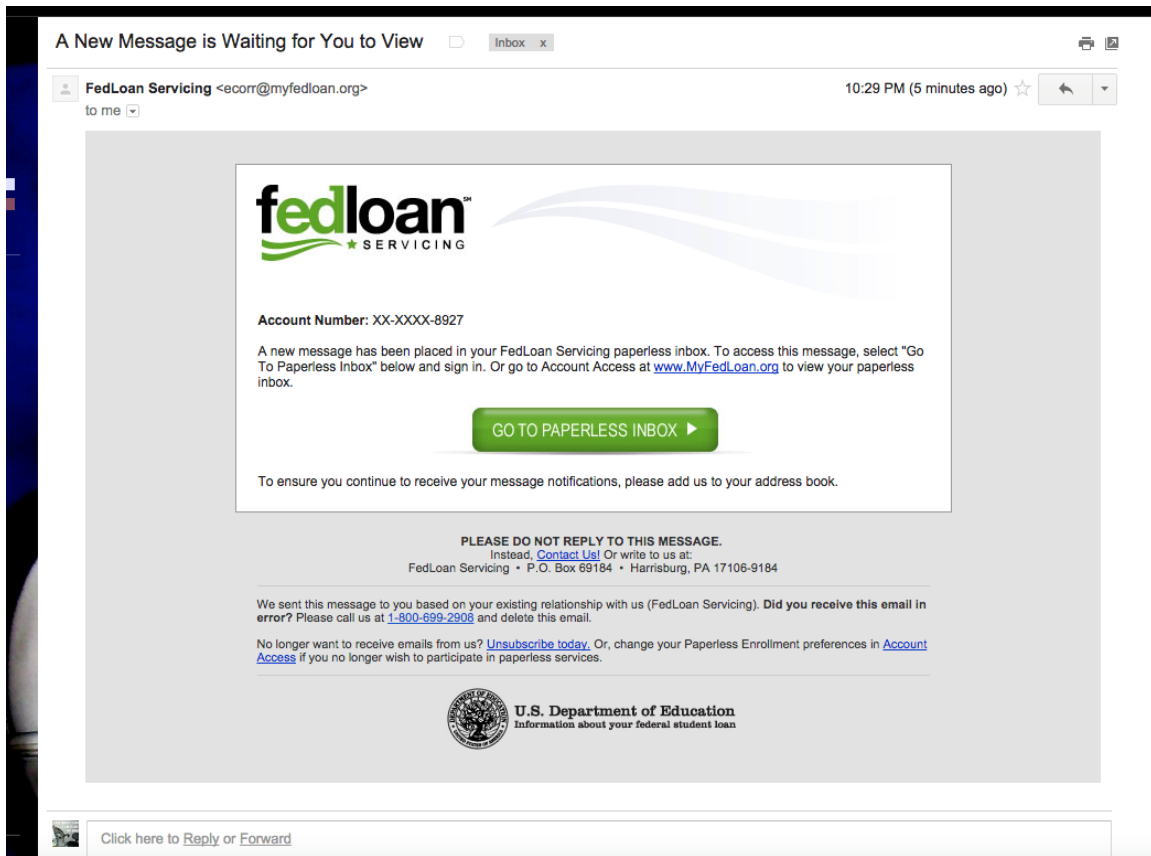 A New Message is Waiting for You to View
Inbox x
FedLoan Servicing <ecorr@myfedloan.org>
10:29 PM (5 minutes ago)
to me
fedloan℠
SERVICING
Account Number: XX-XXXX-8927
A new message has been placed in your FedLoan Servicing paperless inbox. To access this message, select "Go
To Paperless Inbox" below and sign in. Or go to Account Access at www.MyFedLoan.org to view your paperless
inbox.
GO TO PAPERLESS INBOX
To ensure you continue to receive your message notifications, please add us to your address book.
PLEASE DO NOT REPLY TO THIS MESSAGE.
Instead, Contact Us! Or write to us at:
FedLoan Servicing • P.O. Box 69184 • Harrisburg, PA 17106-9184
We sent this message to you based on your existing relationship with us (FedLoan Servicing). Did you receive this email in
error? Please call us at 1-800-699-2908 and delete this email.
No longer want to receive emails from us? Unsubscribe today. Or, change your Paperless Enrollment preferences in Account
Access if you no longer wish to participate in paperless services.
U.S. Department of Education
Information about your federal student loan
Click here to Reply or Forward